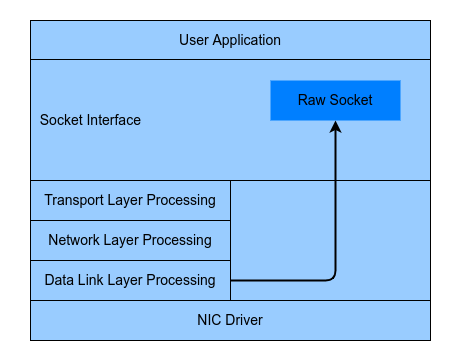 User Application
Raw Socket
Socket Interface
Transport Layer Processing
Network Layer Processing
Data Link Layer Processing
NIC Driver